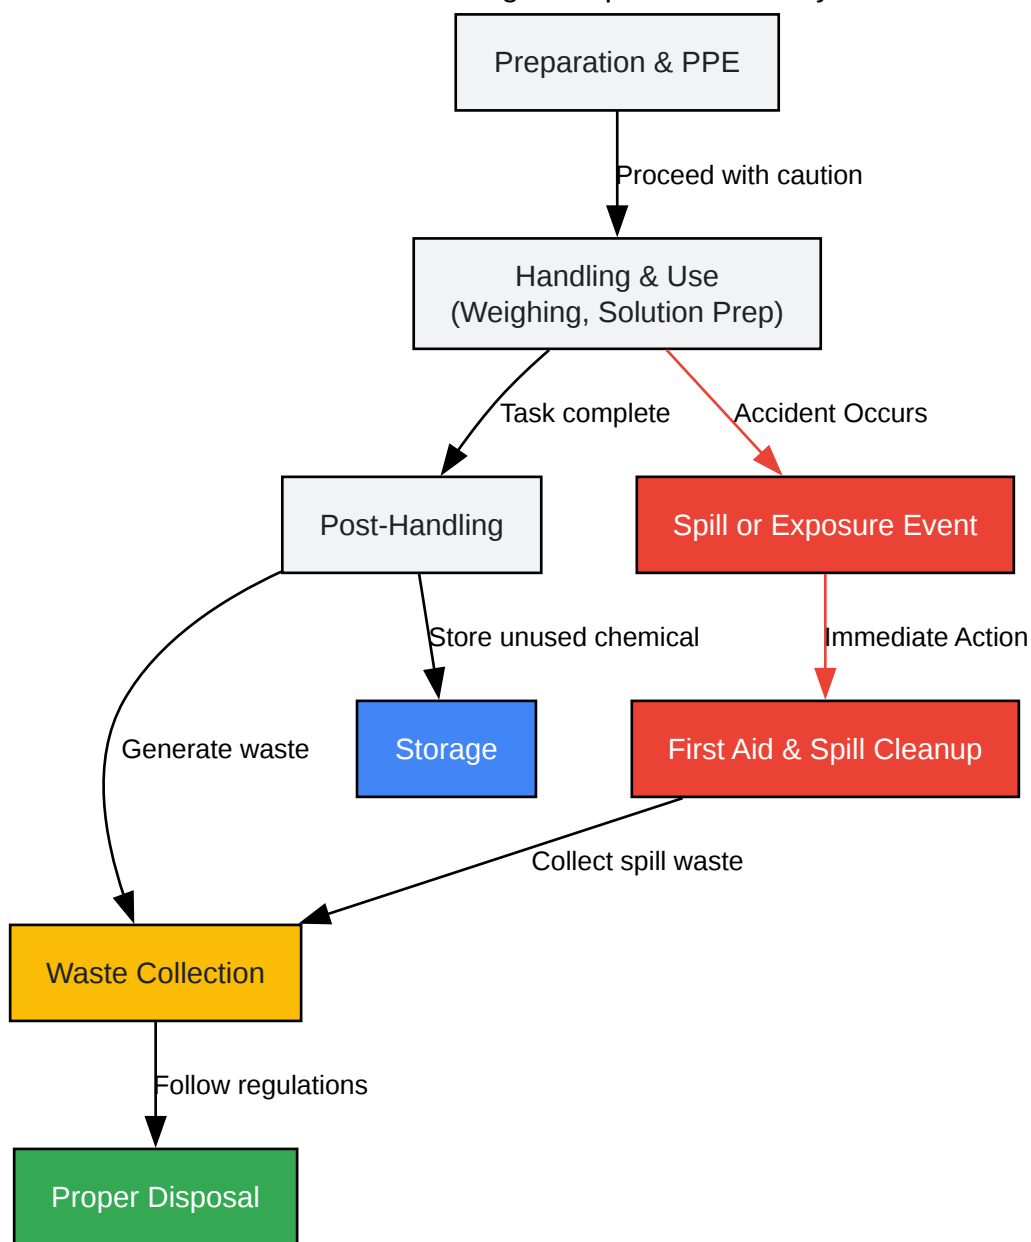 Preparation & PPE
Proceed with caution
Handling & Use
(Weighing, Solution Prep)
Task complete
Accident Occurs
Post-Handling
Spill or Exposure Event
Store unused chemical
Immediate Action
Generate waste
Storage
First Aid & Spill Cleanup
Collect spill waste
Waste Collection
Follow regulations
Proper Disposal